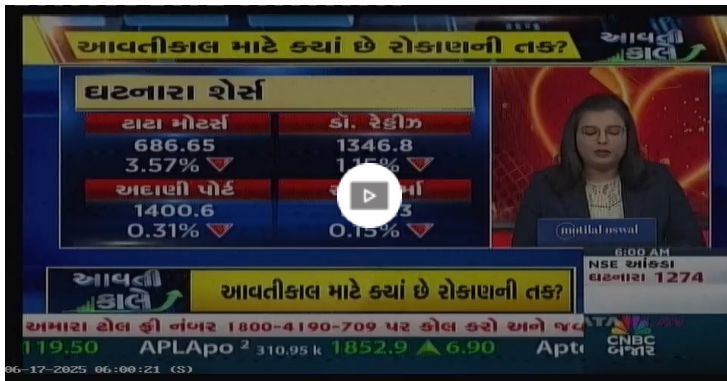 આવતીકાલ માટે ક્યાં છે રોકાણની તક?
આવતી
કાલે
ઘટનારા શેર્સ
ટાટા મોટર્સ
ડૉ. રેડ્ડીઝ
686.65
1346.8
3.57%
1.15%
અદાણી પોર્ટ
1400.6
0.31%
0.15%
motilal oswal
6:00 AM
NSE આંકડા
ઘટનારા 1274
આવતી
કાલે
આવતીકાલ માટે ક્યાં છે રોકાણની તક?
અમારા ટોલ ફ્રી નંબર 1800-4190-709 પર કોલ કરો અને
119.50 APLApo 2 310.95 k 1852.9 6.90 Apt
CNBC
બજાર
06-17-2025 06:00:21 (S)